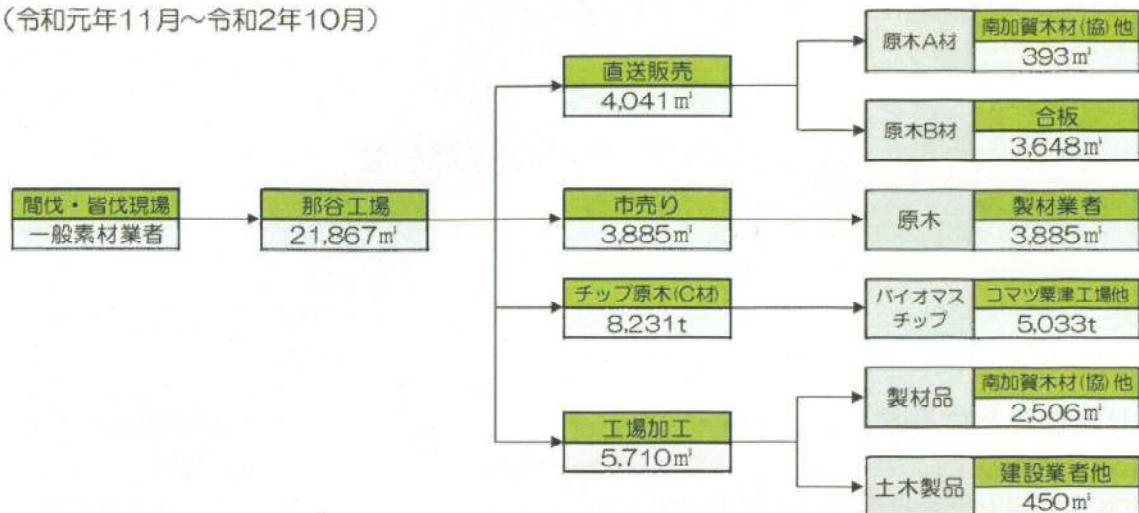 (令和元年11月～令和2年10月)
間伐・皆伐現場
一般素材業者
那谷工場
21,867㎥
直送販売
4,041㎥
原木A材
南加賀木材(協)他
393㎥
原木B材
合板
3,648㎥
市売り
3,885㎥
原木
製材業者
3,885㎥
チップ原木(C材)
8,231t
バイオマス
チップ
コマツ粟津工場他
5,033t
工場加工
5,710㎥
製材品
南加賀木材(協)他
2,506㎥
土木製品
建設業者他
450㎥